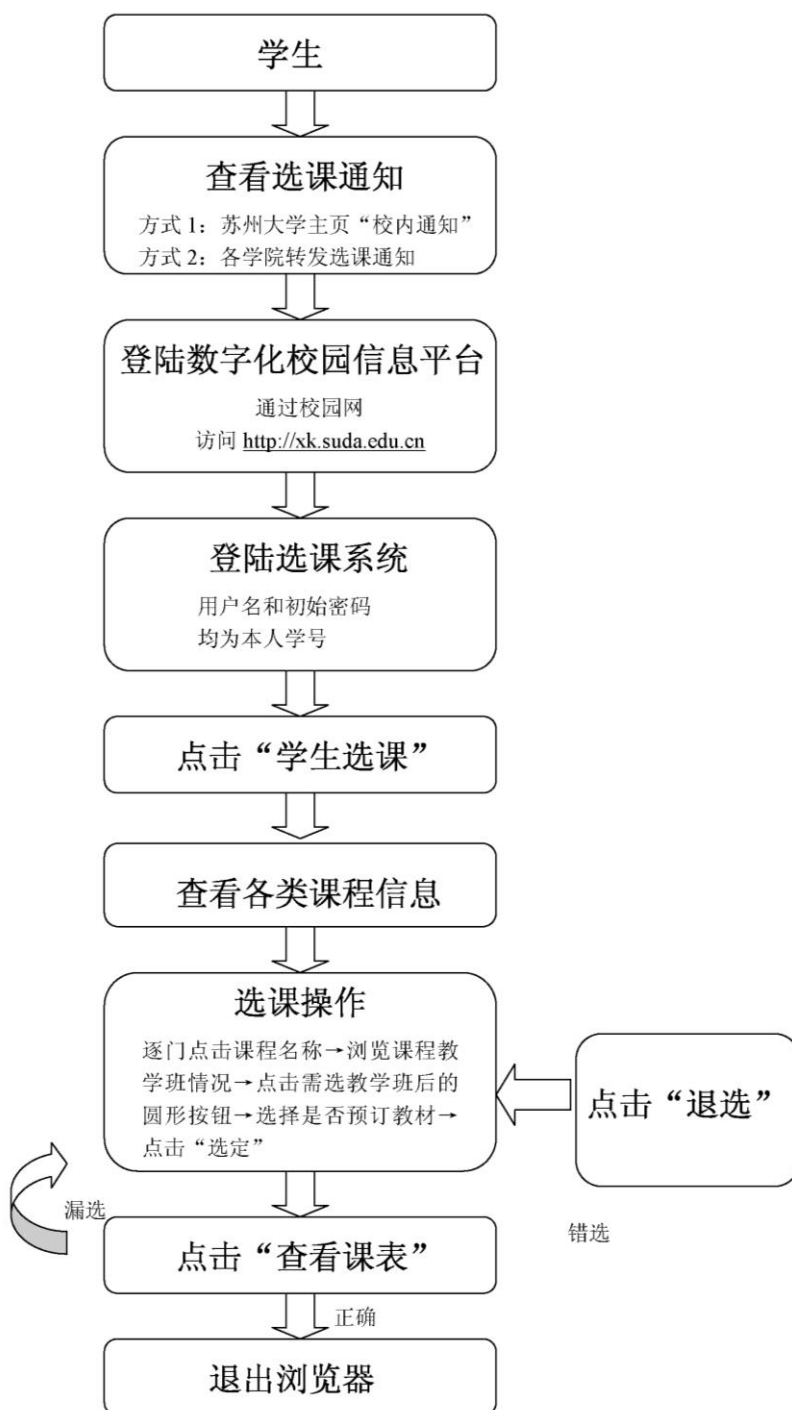 学生
查看选课通知
方式 1：苏州大学主页“校内通知”
方式 2：各学院转发选课通知
登陆数字化校园信息平台
通过校园网
访问 http://xk.suda.edu.cn
登陆选课系统
用户名和初始密码
均为本人学号
点击“学生选课”
查看各类课程信息
选课操作
逐门点击课程名称→浏览课程教
学班情况→点击需选教学班后的
圆形按钮→选择是否预订教材→
点击“选定”
点击“退选”
漏选
错选
点击“查看课表”
正确
退出浏览器